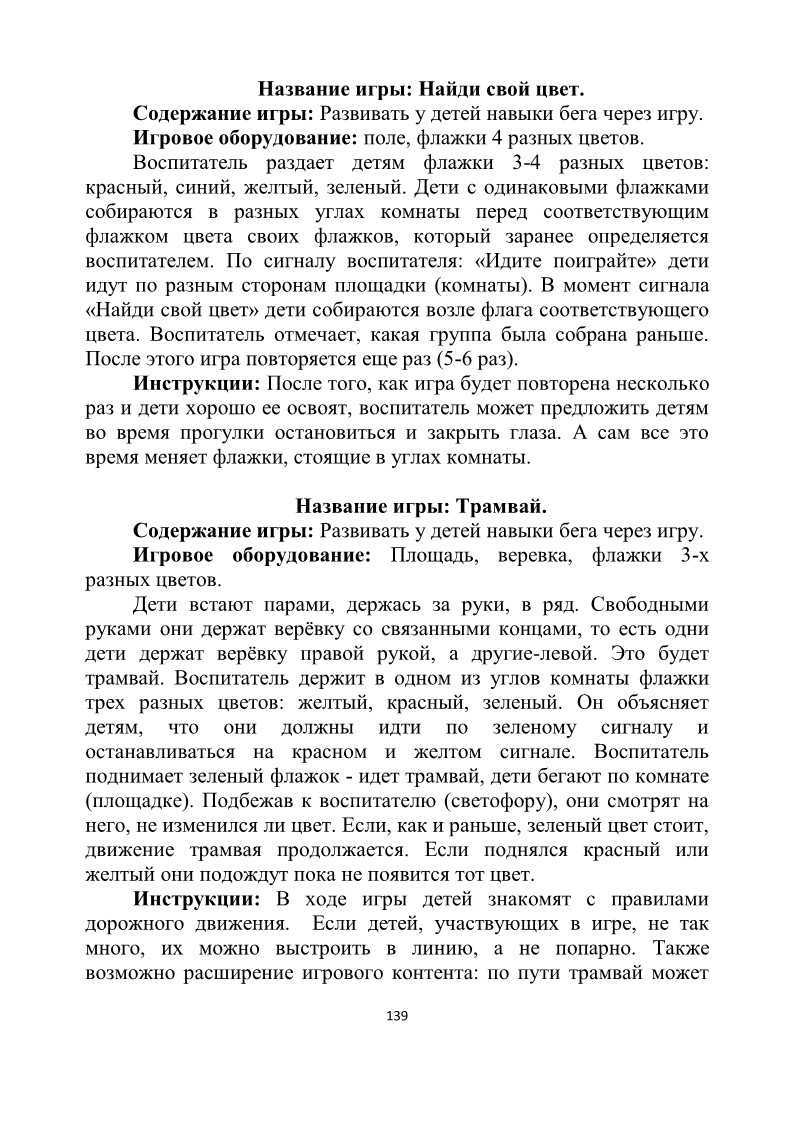 Название игры: Найди свой цвет.
Содержание игры: Развивать у детей навыки бега через игру.
Игровое оборудование: поле, флажки 4 разных цветов.
Воспитатель раздает детям флажки 3-4 разных цветов:
красный, синий, желтый, зеленый. Дети с одинаковыми флажками
собираются в разных углах комнаты перед соответствующим
флажком цвета своих флажков, который заранее определяется
воспитателем. По сигналу воспитателя: «Идите поиграйте» дети
идут по разным сторонам площадки (комнаты). В момент сигнала
«Найди свой цвет» дети собираются возле флага соответствующего
цвета. Воспитатель отмечает, какая группа была собрана раньше.
После этого игра повторяется еще раз (5-6 раз).
Инструкции: После того, как игра будет повторена несколько
раз и дети хорошо ее освоят, воспитатель может предложить детям
во время прогулки остановиться и закрыть глаза. А сам все это
время меняет флажки, стоящие в углах комнаты.
Название игры: Трамвай.
Содержание игры: Развивать у детей навыки бега через игру.
Игровое оборудование: Площадь, веревка, флажки 3-х
разных цветов.
Дети встают парами, держась за руки, в ряд. Свободными
руками они держат верёвку со связанными концами, то есть одни
дети держат верёвку правой рукой, а другие-левой. Это будет
трамвай. Воспитатель держит в одном из углов комнаты флажки
трех разных цветов: желтый, красный, зеленый. Он объясняет
детям, что они должны идти по зеленому сигналу и
останавливаться на красном и желтом сигнале. Воспитатель
поднимает зеленый флажок - идет трамвай, дети бегают по комнате
(площадке). Подбежав к воспитателю (светофору), они смотрят на
него, не изменился ли цвет. Если, как и раньше, зеленый цвет стоит,
движение трамвая продолжается. Если поднялся красный или
желтый они подождут пока не появится тот цвет.
Инструкции: В ходе игры детей знакомят с правилами
дорожного движения. Если детей, участвующих в игре, не так
много, их можно выстроить в линию, а не попарно. Также
возможно расширение игрового контента: по пути трамвай может
139